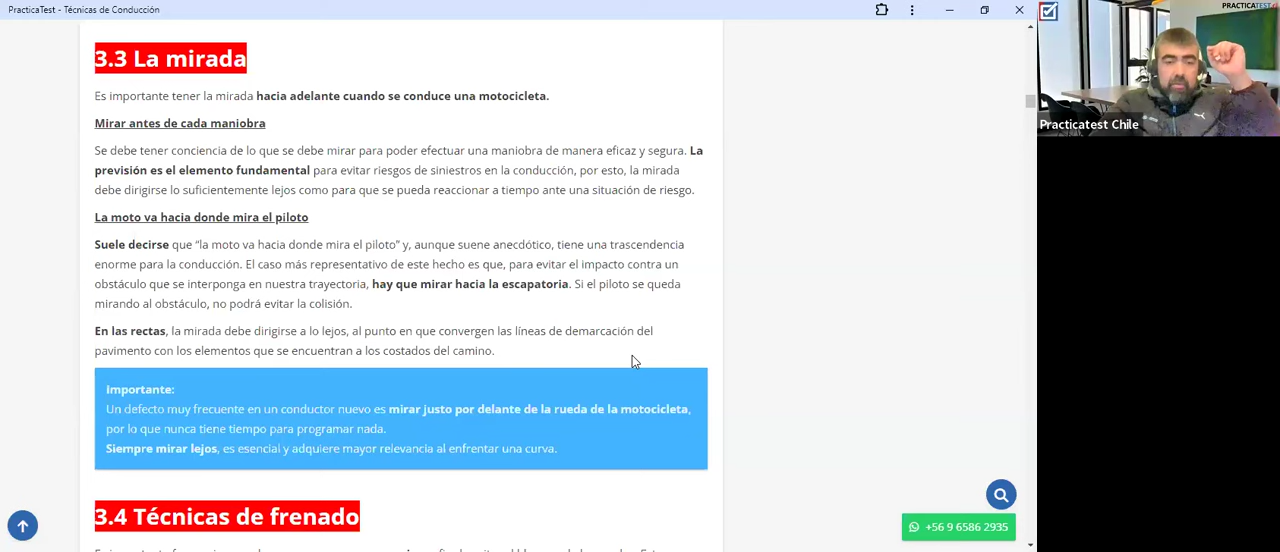 PracticaTest - Técnicas de Conducción
PRACTICATEST
3.3 La mirada
Es importante tener la mirada hacia adelante cuando se conduce una motocicleta.
Practicatest Chile
Mirar antes de cada maniobra
Se debe tener conciencia de lo que se debe mirar para poder efectuar una maniobra de manera eficaz y segura. La
previsión es el elemento fundamental para evitar riesgos de siniestros en la conducción, por esto, la mirada
debe dirigirse lo suficientemente lejos como para que se pueda reaccionar a tiempo ante una situación de riesgo.
La moto va hacia donde mira el piloto
Suele decirse que “la moto va hacia donde mira el piloto” y, aunque suene anecdótico, tiene una trascendencia
enorme para la conducción. El caso más representativo de este hecho es que, para evitar el impacto contra un
obstáculo que se interponga en nuestra trayectoria, hay que mirar hacia la escapatoria. Si el piloto se queda
mirando al obstáculo, no podrá evitar la colisión.
En las rectas, la mirada debe dirigirse a lo lejos, al punto en que convergen las líneas de demarcación del
pavimento con los elementos que se encuentran a los costados del camino.
Importante:
Un defecto muy frecuente en un conductor nuevo es mirar justo por delante de la rueda de la motocicleta,
por lo que nunca tiene tiempo para programar nada.
Siempre mirar lejos, es esencial y adquiere mayor relevancia al enfrentar una curva.
3.4 Técnicas de frenado
+56 9 6586 2935